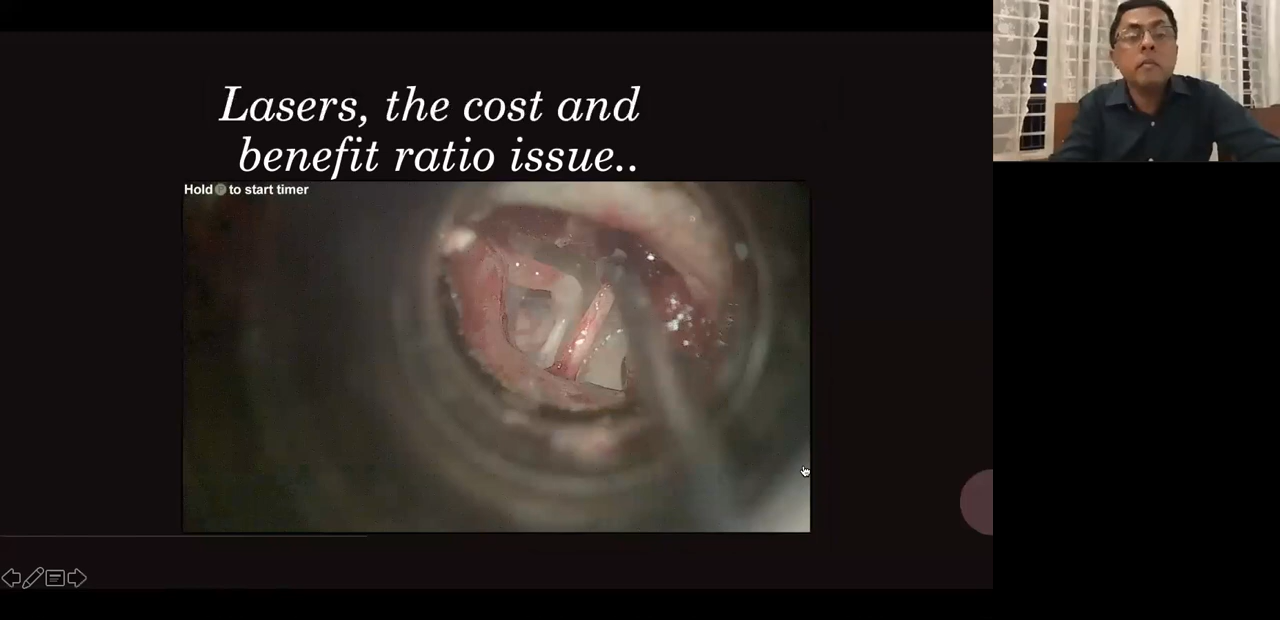 Lasers, the cost and
benefit ratio issue..
Hold to start timer